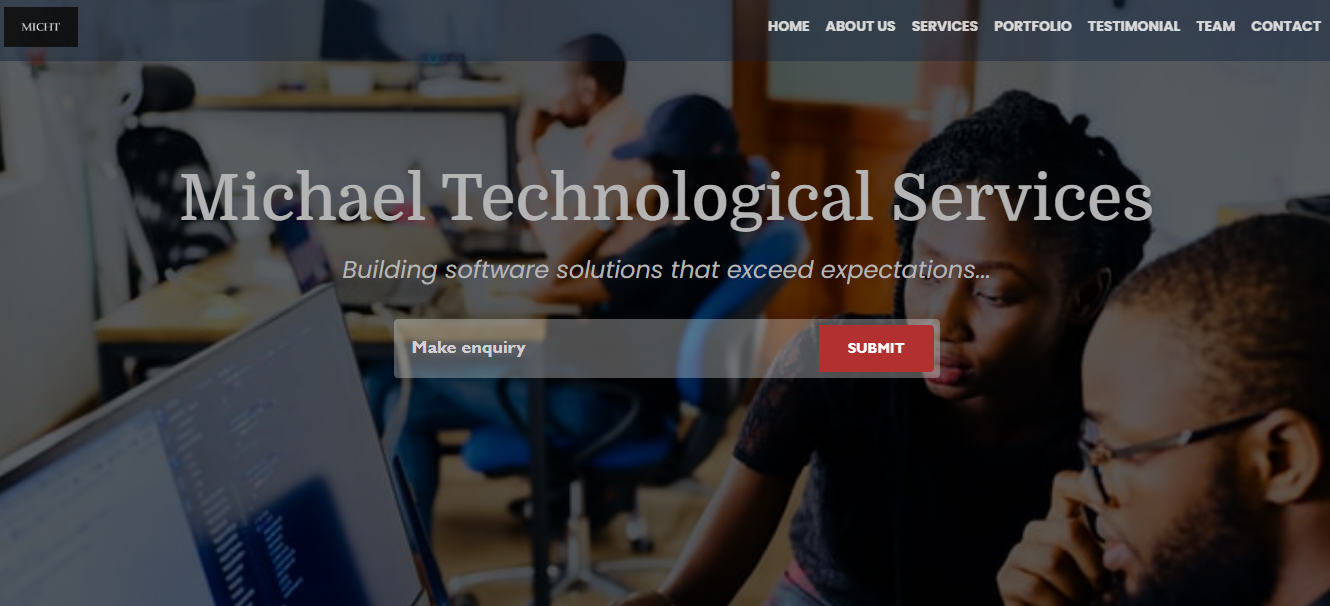 MICHT
HOME ABOUT US SERVICES PORTFOLIO TESTIMONIAL TEAM CONTACT
Michael Technological Services
Building software solutions that exceed expectations...
Make enquiry
SUBMIT